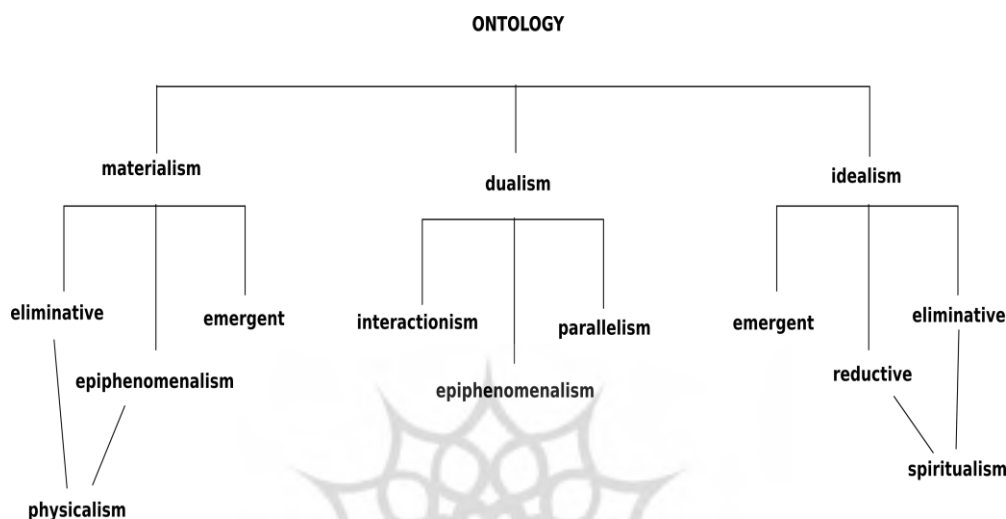 ONTOLOGY
materialism
dualism
idealism
eliminative
emergent
interactionism
parallelism
emergent
eliminative
epiphenomenalism
epiphenomenalism
reductive
spiritualism
physicalism